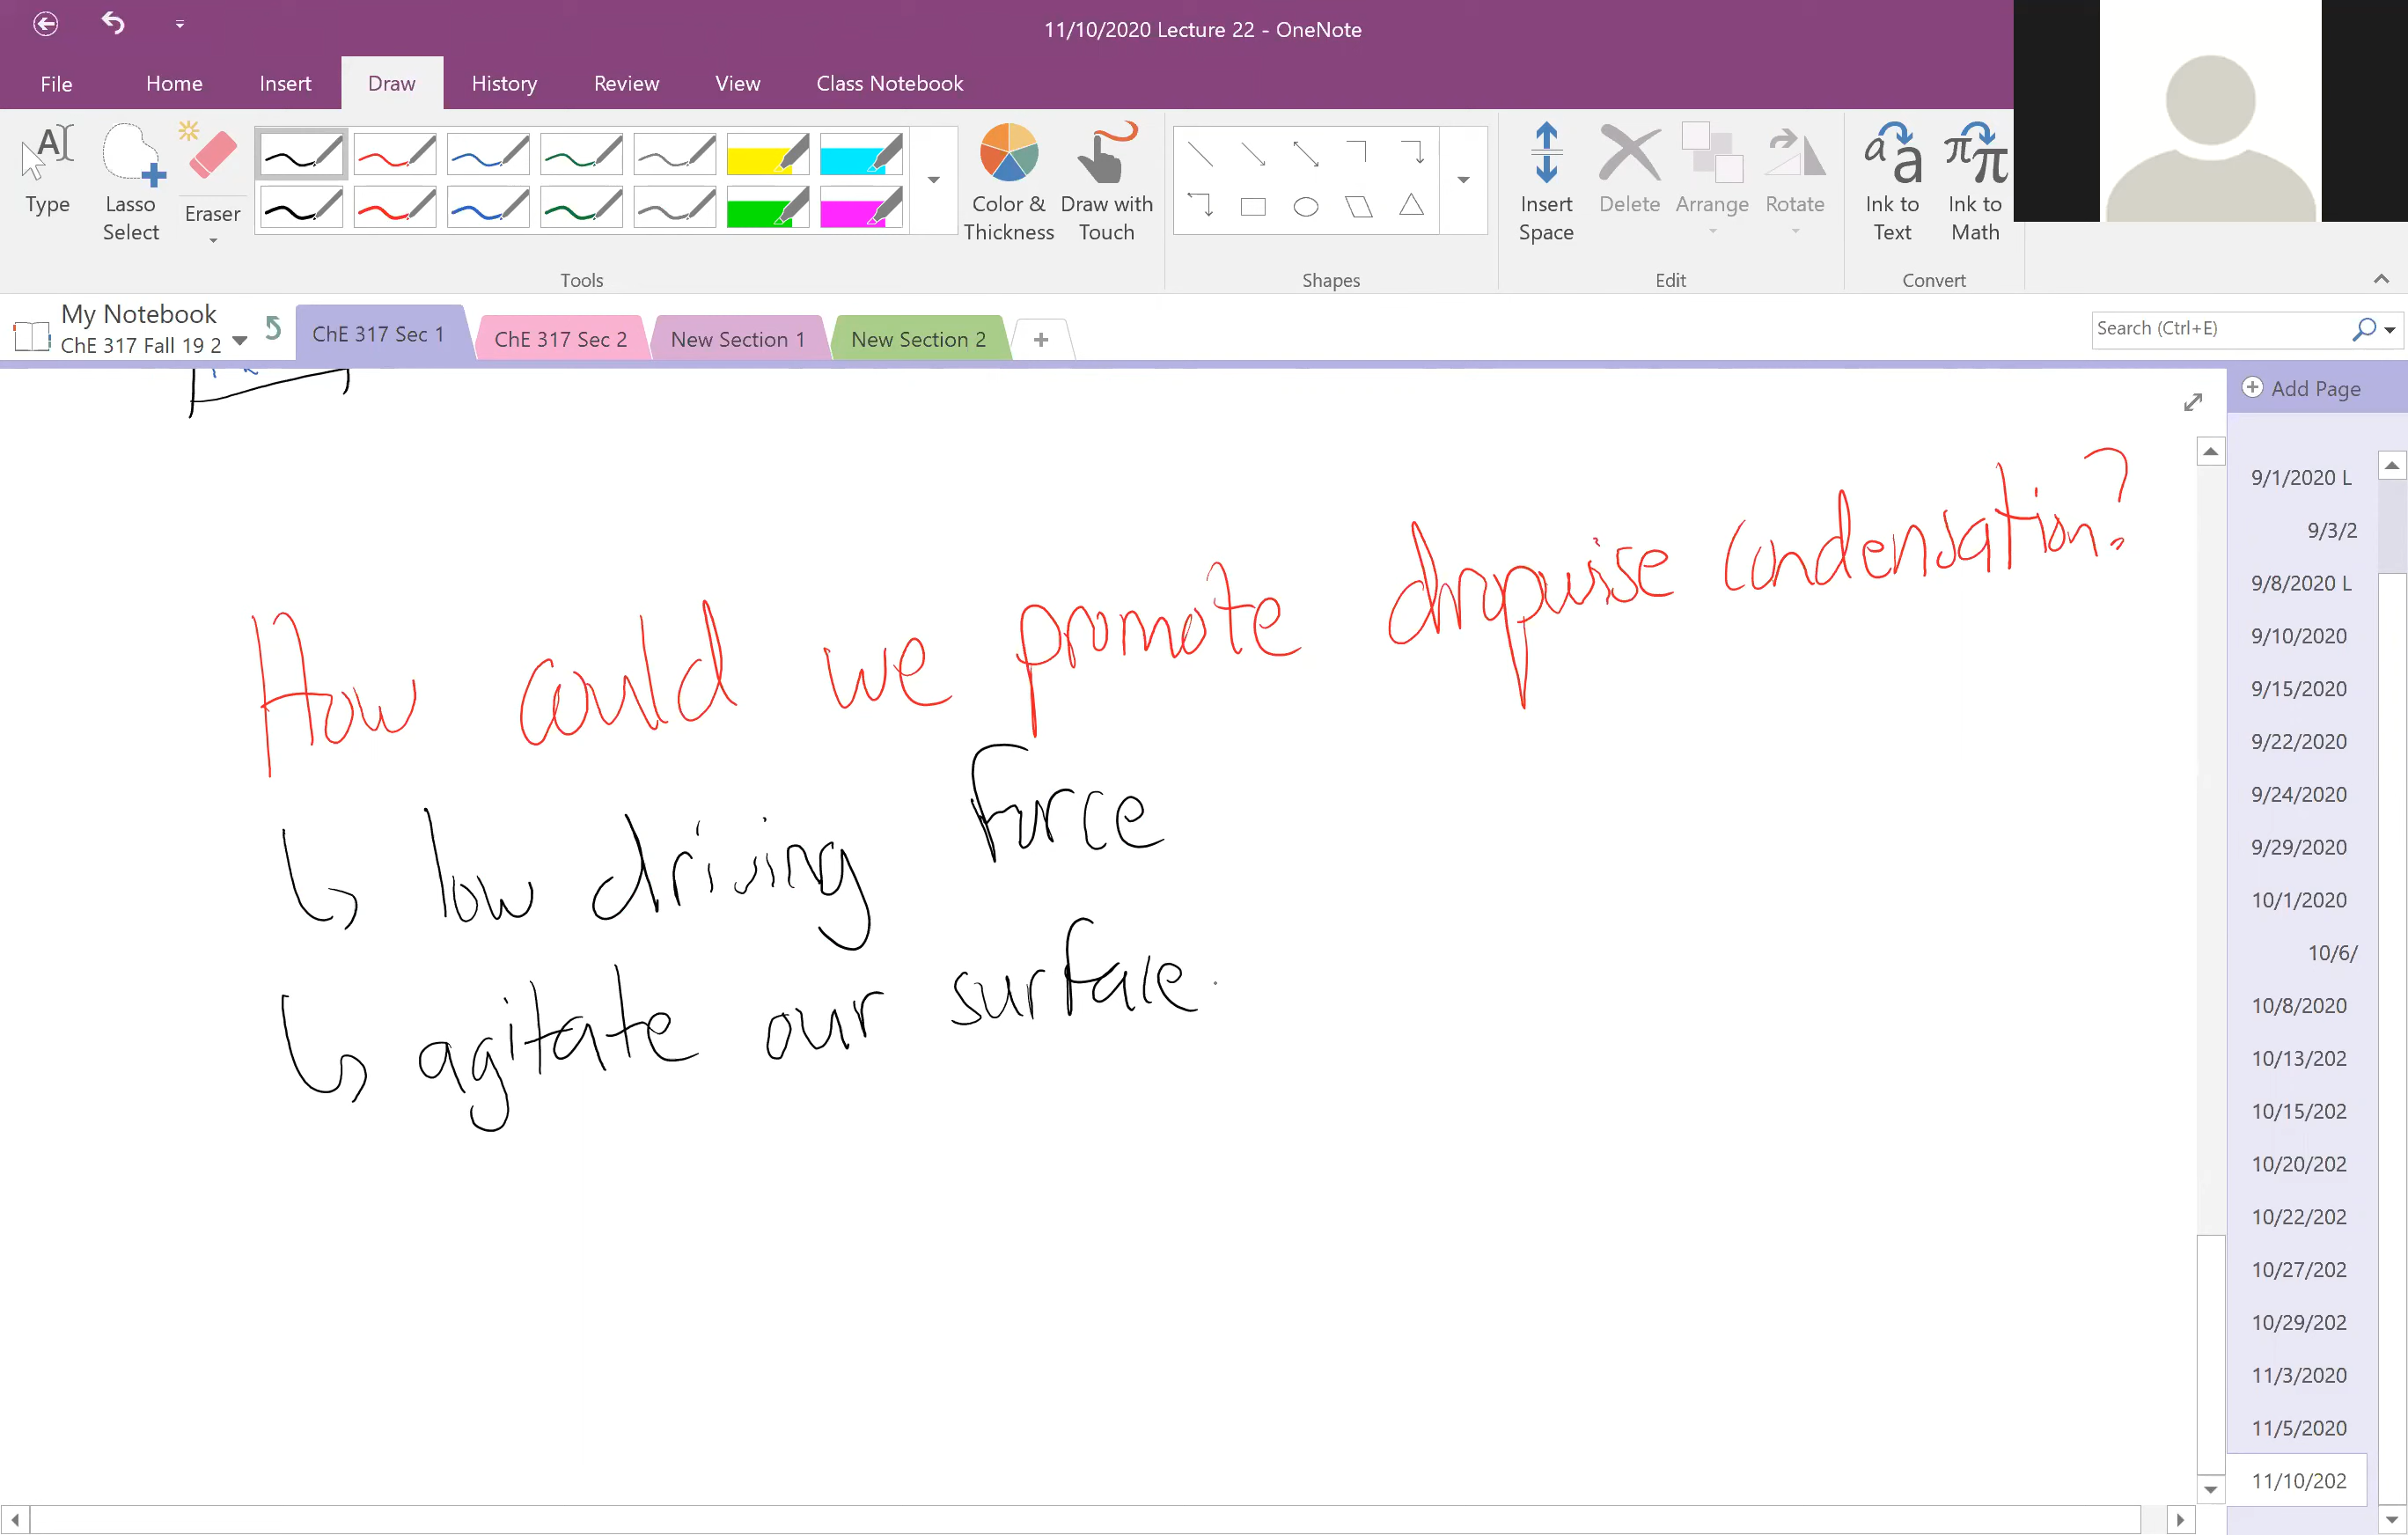 11/10/2020 Lecture 22 - OneNote
File Home Insert Draw History Review View Class Notebook
Type
Lasso Select
Eraser
Color & Thickness
Draw with Touch
Insert Space
Delete
Arrange
Rotate
Ink to Text
Ink to Math
Tools Shapes Edit Convert
My Notebook
ChE 317 Fall 19 2
ChE 317 Sec 1 ChE 317 Sec 2 New Section 1 New Section 2 +
Search (Ctrl+E)
Add Page
How could we promote dropwise condensation?
↳ low driving force
↳ agitate our surface.
9/1/2020 L
9/3/2
9/8/2020 L
9/10/2020
9/15/2020
9/22/2020
9/24/2020
9/29/2020
10/1/2020
10/6/
10/8/2020
10/13/202
10/15/202
10/20/202
10/22/202
10/27/202
10/29/202
11/3/2020
11/5/2020
11/10/202